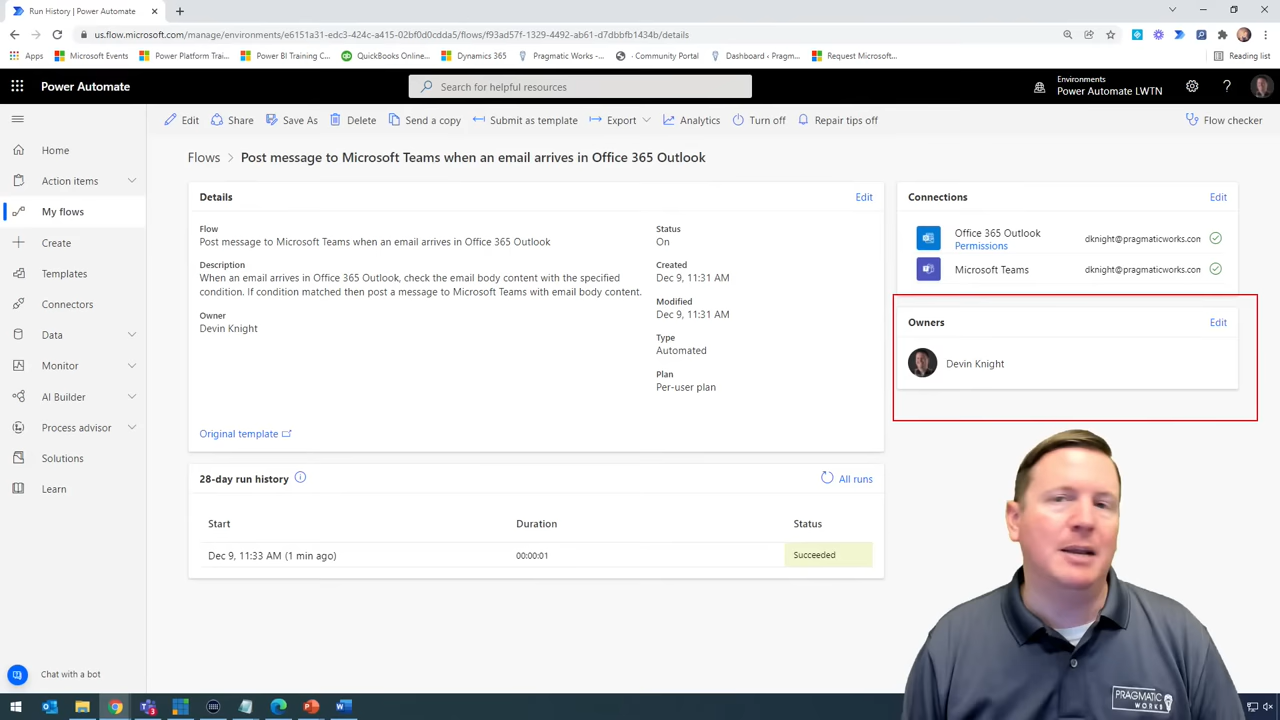 Run History | Power Automate
us.flow.microsoft.com/manage/environments/e6151a31-edc3-424c-a415-02bf0d0cdda5/flows/f93ad57f-1329-4492-ab61-d7dbbfb1434b/details
Apps
Microsoft Events
Power Platform Trai...
Power BI Training C...
QuickBooks Online...
Dynamics 365
Pragmatic Works -...
· Community Portal
Dashboard ‹ Pragm...
Request Microsoft...
Reading list
Power Automate
Search for helpful resources
Environments
Power Automate LWTN
Edit
Share
Save As
Delete
Send a copy
Submit as template
Export
Analytics
Turn off
Repair tips off
Flow checker
Home
Action items
My flows
Create
Templates
Connectors
Data
Monitor
AI Builder
Process advisor
Solutions
Learn
Chat with a bot
Flows > Post message to Microsoft Teams when an email arrives in Office 365 Outlook
Details
Edit
Flow
Post message to Microsoft Teams when an email arrives in Office 365 Outlook
Description
When an email arrives in Office 365 Outlook, check the email body content with the specified
condition. If condition matched then post a message to Microsoft Teams with email body content.
Owner
Devin Knight
Status
On
Created
Dec 9, 11:31 AM
Modified
Dec 9, 11:31 AM
Type
Automated
Plan
Per-user plan
Original template
28-day run history
All runs
Start
Duration
Status
Dec 9, 11:33 AM (1 min ago)
00:00:01
Succeeded
Connections
Edit
Office 365 Outlook
Permissions
dknight@pragmaticworks.com
Microsoft Teams
dknight@pragmaticworks.com
Owners
Edit
Devin Knight
PRAGMATIC
WORKS